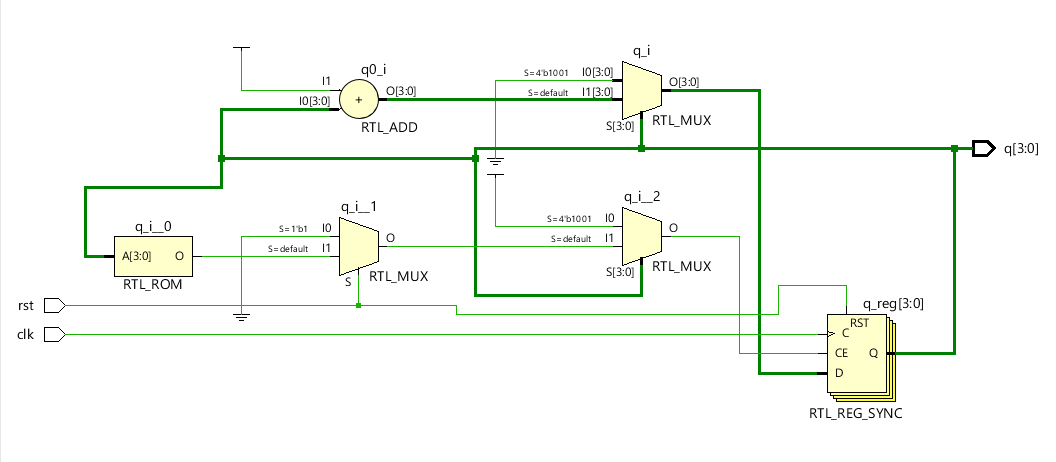 q_i
S=4'b1001
I0[3:0]
q0_i
I1
O[3:0]
I1[3:0]
S=default
O[3:0]
+
I0[3:0]
RTL_ADD
S[3:0]
RTL_MUX
q[3:0]
q_i__2
q_i__1
S=4'b1001
I0
O
q_i__0
S=1'b1
I0
O
S=default
I1
A[3:0]
O
S=default
I1
S[3:0]
RTL_MUX
RTL_ROM
S
RTL_MUX
rst
q_reg[3:0]
RST
clk
C
CE
Q
D
RTL_REG_SYNC